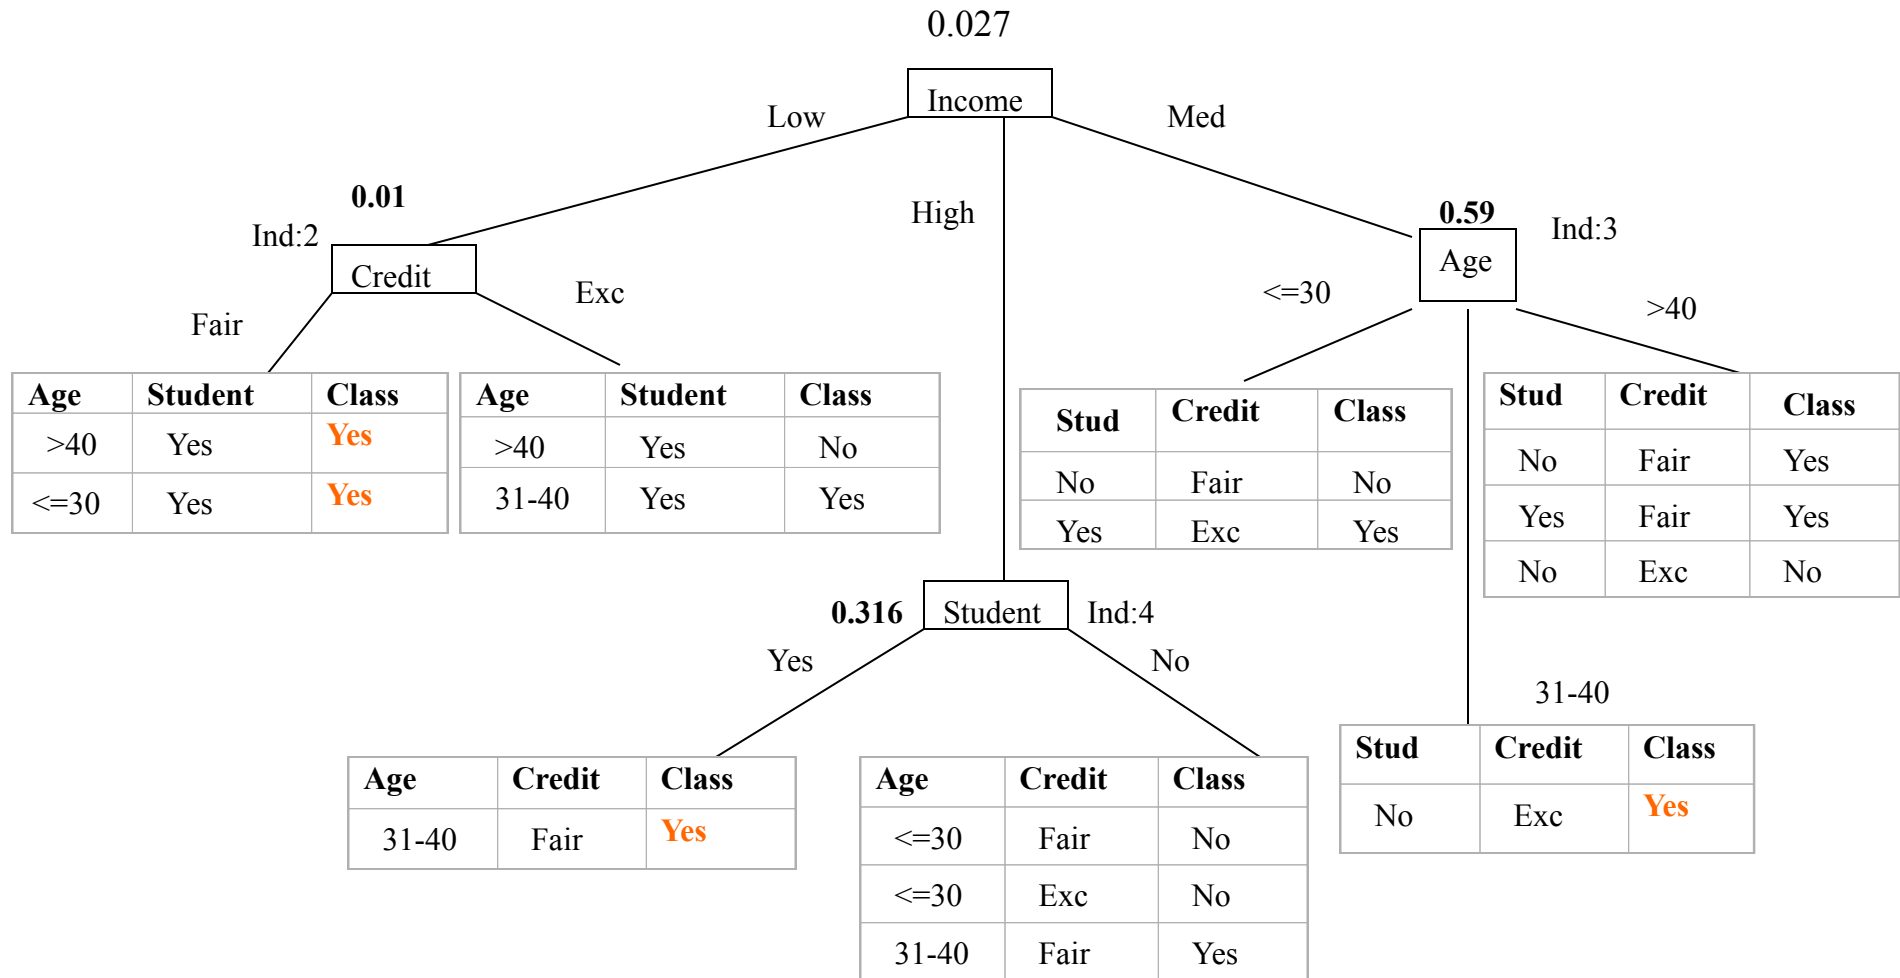 0.027
Income
Low
Med
High
0.01
Ind:2
Credit
Fair
Exc
0.59
Ind:3
Age
<=30
>40
Age Student Class
>40 Yes Yes
<=30 Yes Yes
Age Student Class
>40 Yes No
31-40 Yes Yes
Stud Credit Class
No Fair No
Yes Exc Yes
Stud Credit Class
No Fair Yes
Yes Fair Yes
No Exc No
0.316
Student
Ind:4
Yes
No
31-40
Age Credit Class
31-40 Fair Yes
Age Credit Class
<=30 Fair No
<=30 Exc No
31-40 Fair Yes
Stud Credit Class
No Exc Yes